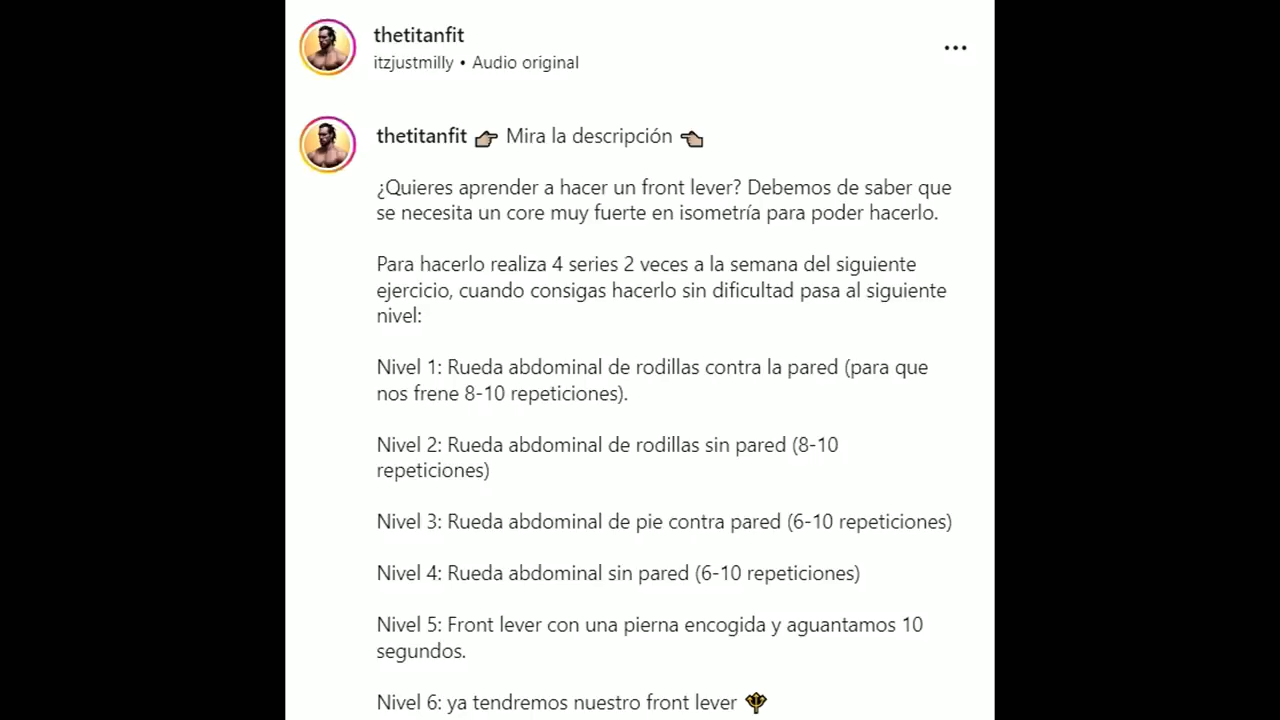 thetitanfit
itzjustmilly • Audio original
thetitanfit 👉🏼 Mira la descripción 👈🏼
¿Quieres aprender a hacer un front lever? Debemos de saber que
se necesita un core muy fuerte en isometría para poder hacerlo.
Para hacerlo realiza 4 series 2 veces a la semana del siguiente
ejercicio, cuando consigas hacerlo sin dificultad pasa al siguiente
nivel:
Nivel 1: Rueda abdominal de rodillas contra la pared (para que
nos frene 8-10 repeticiones).
Nivel 2: Rueda abdominal de rodillas sin pared (8-10
repeticiones)
Nivel 3: Rueda abdominal de pie contra pared (6-10 repeticiones)
Nivel 4: Rueda abdominal sin pared (6-10 repeticiones)
Nivel 5: Front lever con una pierna encogida y aguantamos 10
segundos.
Nivel 6: ya tendremos nuestro front lever 🔱